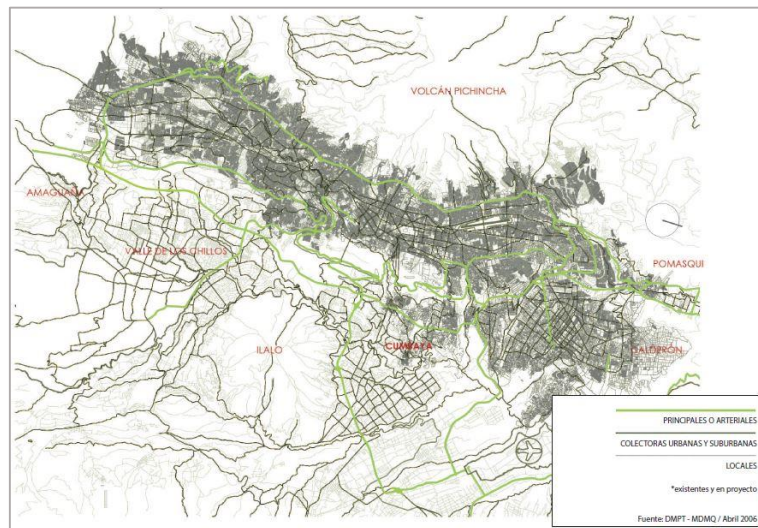 VOLCÁN PICHINCHA
AMAGUAÑA
VALLE DE LOS CHILLOS
POMASQUI
ILALO
CUMBAYA
CALDERON
PRINCIPALES O ARTERIALES
COLECTORAS URBANAS Y SUBURBANAS
LOCALES
*existentes y en proyecto
Fuente: DMPT - MDMQ / Abril 2006